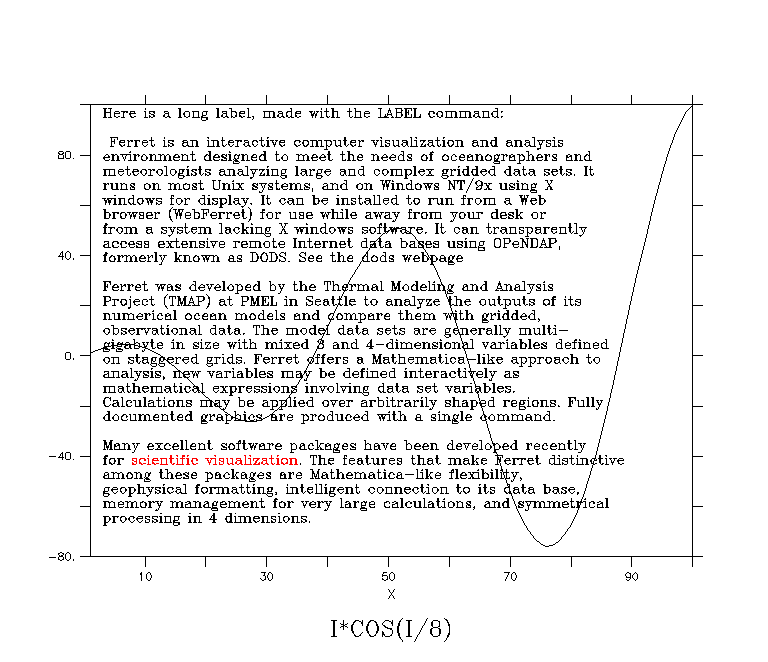 Here is a long label, made with the LABEL command:
Ferret is an interactive computer visualization and analysis
environment designed to meet the needs of oceanographers and
meteorologists analyzing large and complex gridded data sets. It
runs on most Unix systems, and on Windows NT/9x using X
windows for display. It can be installed to run from a Web
browser (WebFerret) for use while away from your desk or
from a system lacking X windows software. It can transparently
access extensive remote Internet data bases using OPeNDAP,
formerly known as DODS. See the dods webpage
Ferret was developed by the Thermal Modeling and Analysis
Project (TMAP) at PMEL in Seattle to analyze the outputs of its
numerical ocean models and compare them with gridded,
observational data. The model data sets are generally multi-
gigabyte in size with mixed 3 and 4-dimensional variables defined
on staggered grids. Ferret offers a Mathematica-like approach to
analysis, new variables may be defined interactively as
mathematical expressions involving data set variables.
Calculations may be applied over arbitrarily shaped regions. Fully
documented graphics are produced with a single command.
Many excellent software packages have been developed recently
for scientific visualization. The features that make Ferret distinctive
among these packages are Mathematica-like flexibility,
geophysical formatting, intelligent connection to its data base,
memory management for very large calculations, and symmetrical
processing in 4 dimensions.
80.
40.
0.
-40.
-80.
10 30 50 70 90
X
I*COS(I/8)